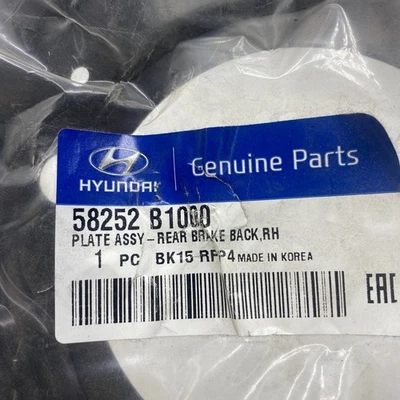 HYUNDAI
Genuine Parts
58252 B1000
PLATE ASSY-REAR BRAKE BACK,RH
1 PC BK15 RFP4 MADE IN KOREA
EAC